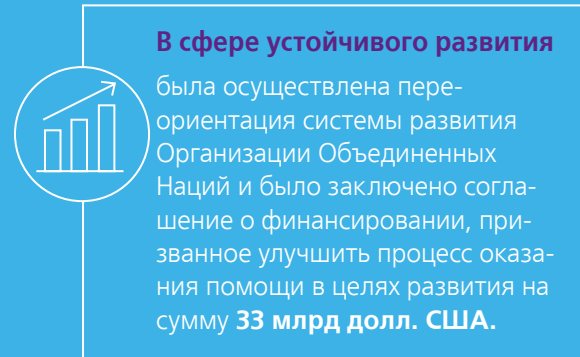 В сфере устойчивого развития
была осуществлена пере-
ориентация системы развития
Организации Объединенных
Наций и было заключено согла-
шение о финансировании, при-
званное улучшить процесс оказа-
ния помощи в целях развития на
сумму 33 млрд долл. США.